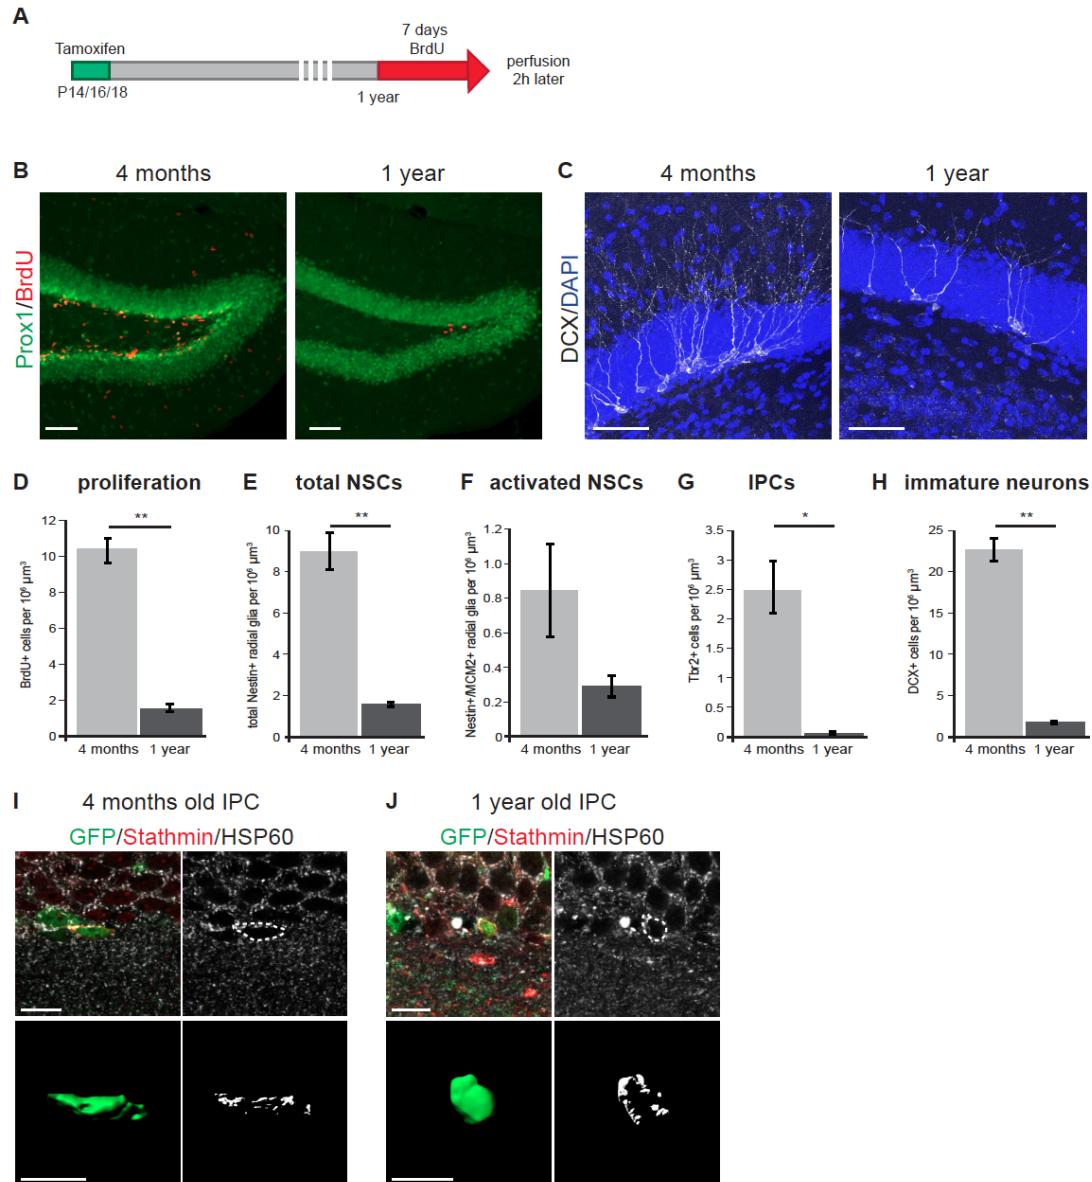 A
Tamoxifen
7 days
BrdU
perfusion
2h later
P14/16/18
1 year
B
4 months
1 year
Prox1/BrdU
C
4 months
1 year
DCX/DAPI
D proliferation
**
BrdU+ cells per 10⁶ µm³
12
10
8
6
4
2
0
4 months 1 year
E total NSCs
**
total Nestin+ radial glia per 10⁶ µm³
10
8
6
4
2
0
4 months 1 year
F activated NSCs
Nestin+/MCM2+ radial glia per 10⁶ µm³
1.2
1.0
0.8
0.6
0.4
0.2
0
4 months 1 year
G IPCs
*
Tbr2+ cells per 10⁶ µm³
3.5
3
2.5
2
1.5
1
0.5
0
4 months 1 year
H immature neurons
**
DCX+ cells per 10⁶ µm³
25
20
15
10
5
0
4 months 1 year
I 4 months old IPC
GFP/Stathmin/HSP60
J 1 year old IPC
GFP/Stathmin/HSP60